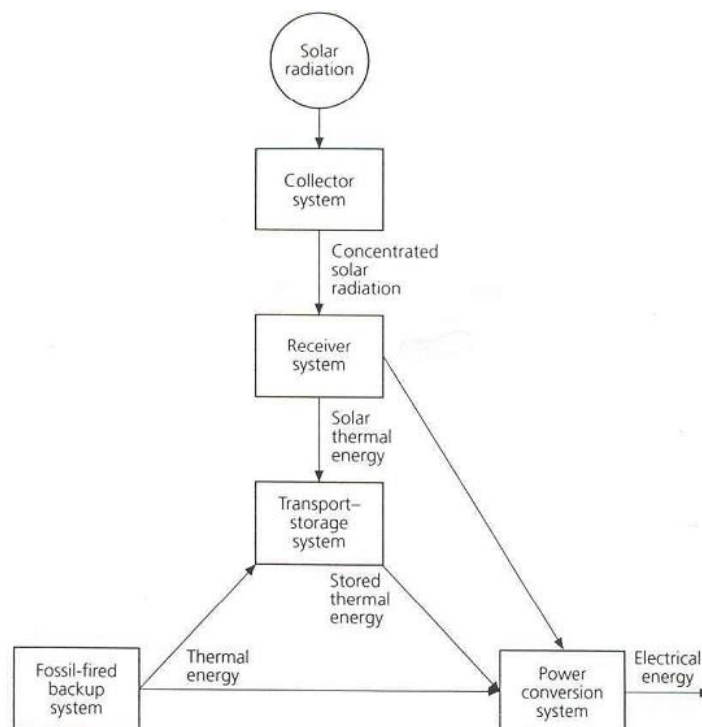 Solar
radiation
Collector
system
Concentrated
solar
radiation
Receiver
system
Solar
thermal
energy
Transport–
storage
system
Stored
thermal
energy
Thermal
energy
Fossil-fired
backup
system
Power
conversion
system
Electrical
energy